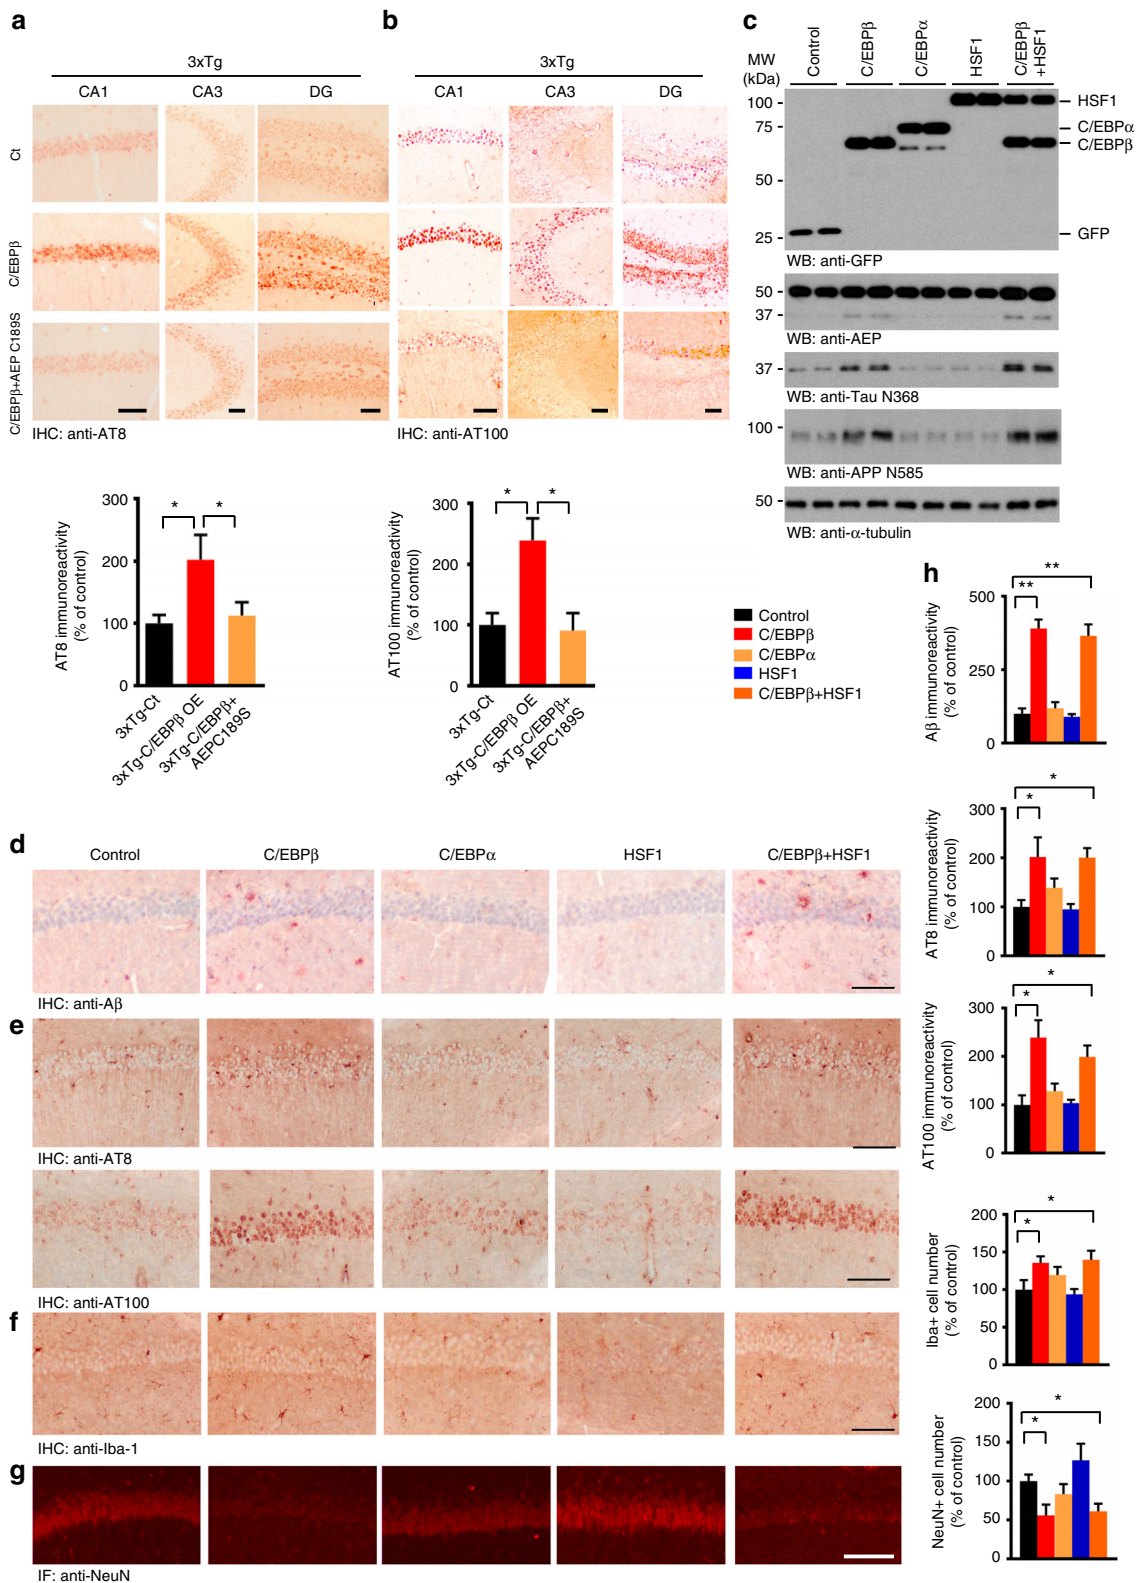 a
3xTg
CA1 CA3 DG
Ct
C/EBPβ
C/EBPβ+AEP C189S
IHC: anti-AT8
AT8 immunoreactivity
(% of control)
300
200
100
0
* *
3xTg-Ct
3xTg-C/EBPβ OE
3xTg-C/EBPβ+
AEPC189S
b
3xTg
CA1 CA3 DG
IHC: anti-AT100
AT100 immunoreactivity
(% of control)
300
200
100
0
* *
3xTg-Ct
3xTg-C/EBPβ OE
3xTg-C/EBPβ+
AEPC189S
c
MW
(kDa)
Control
C/EBPβ
C/EBPα
HSF1
C/EBPβ
+HSF1
100
75
50
25
HSF1
C/EBPα
C/EBPβ
GFP
WB: anti-GFP
50
37
WB: anti-AEP
37
WB: anti-Tau N368
100
WB: anti-APP N585
50
WB: anti-α-tubulin
Control
C/EBPβ
C/EBPα
HSF1
C/EBPβ+HSF1
d
Control C/EBPβ C/EBPα HSF1 C/EBPβ+HSF1
IHC: anti-Aβ
e
IHC: anti-AT8
IHC: anti-AT100
f
IHC: anti-Iba-1
g
IF: anti-NeuN
h
Aβ immunoreactivity
(% of control)
500
250
0
**
**
AT8 immunoreactivity
(% of control)
300
200
100
0
*
*
AT100 immunoreactivity
(% of control)
300
200
100
0
*
*
Iba+ cell number
(% of control)
200
150
100
50
0
*
*
NeuN+ cell number
(% of control)
200
150
100
50
0
*
*